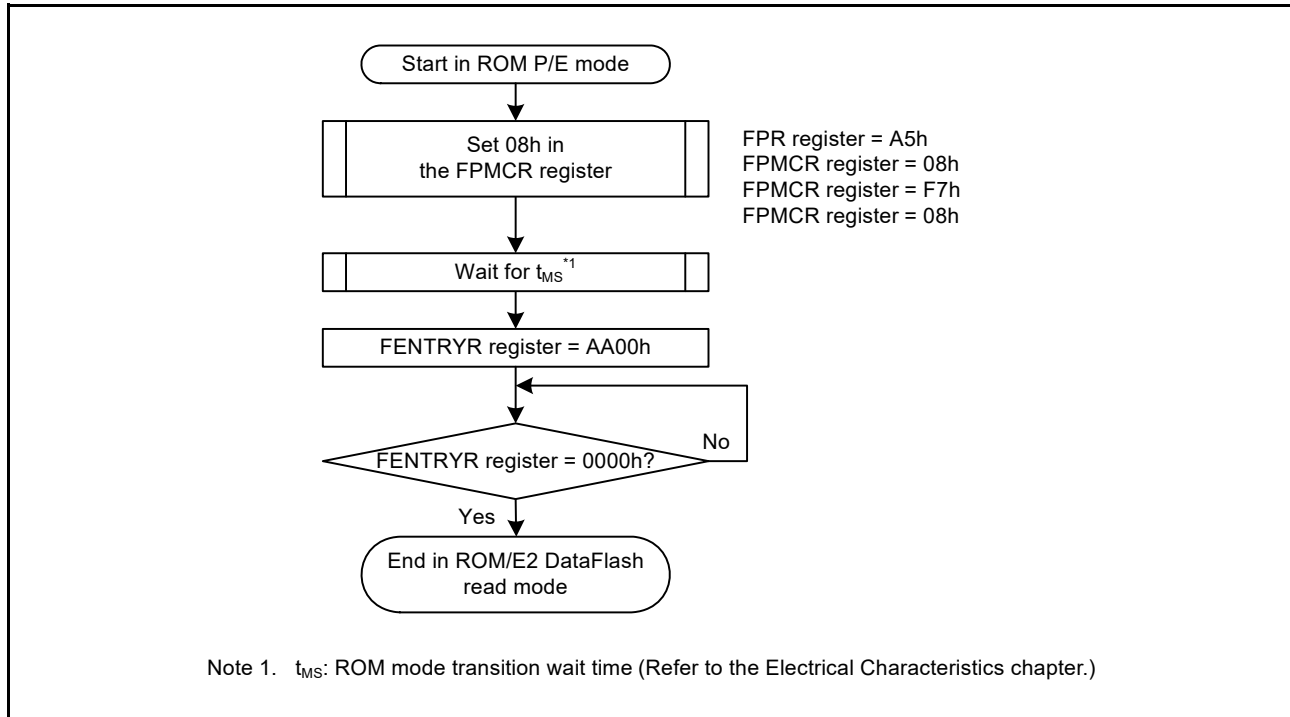 Start in ROM P/E mode
Set 08h in
the FPMCR register
FPR register = A5h
FPMCR register = 08h
FPMCR register = F7h
FPMCR register = 08h
Wait for tMS*1
FENTRYR register = AA00h
FENTRYR register = 0000h?
No
Yes
End in ROM/E2 DataFlash
read mode
Note 1. tMS: ROM mode transition wait time (Refer to the Electrical Characteristics chapter.)